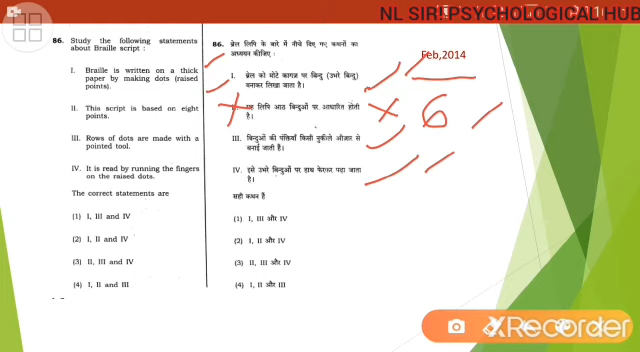 NL SIR!PSYCHOLOGICAL HUB
86. Study the following statements
about Braille script :
I. Braille is written on a thick
paper by making dots (raised
points).
II. This script is based on eight
points.
III. Rows of dots are made with a
pointed tool.
IV. It is read by running the fingers
on the raised dots.
The correct statements are
(1) I, III and IV
(2) I, II and IV
(3) II, III and IV
(4) I, II and III
86. ब्रेल लिपि के बारे में नीचे दिए गए कथनों का
अध्ययन कीजिए :
I. ब्रेल को मोटे कागज़ पर बिन्दु (उभरे बिन्दु)
बनाकर लिखा जाता है।
यह लिपि आठ बिन्दुओं पर आधारित होती
है।
III. बिन्दुओं की पंक्तियाँ किसी नुकीले औज़ार से
बनाई जाती हैं।
IV. इसे उभरे बिन्दुओं पर हाथ फेरकर पढ़ा जाता
है।
सही कथन हैं
(1) I, III और IV
(2) I, II और IV
(3) II, III और IV
(4) I, II और III
Feb,2014
6
XRecorder